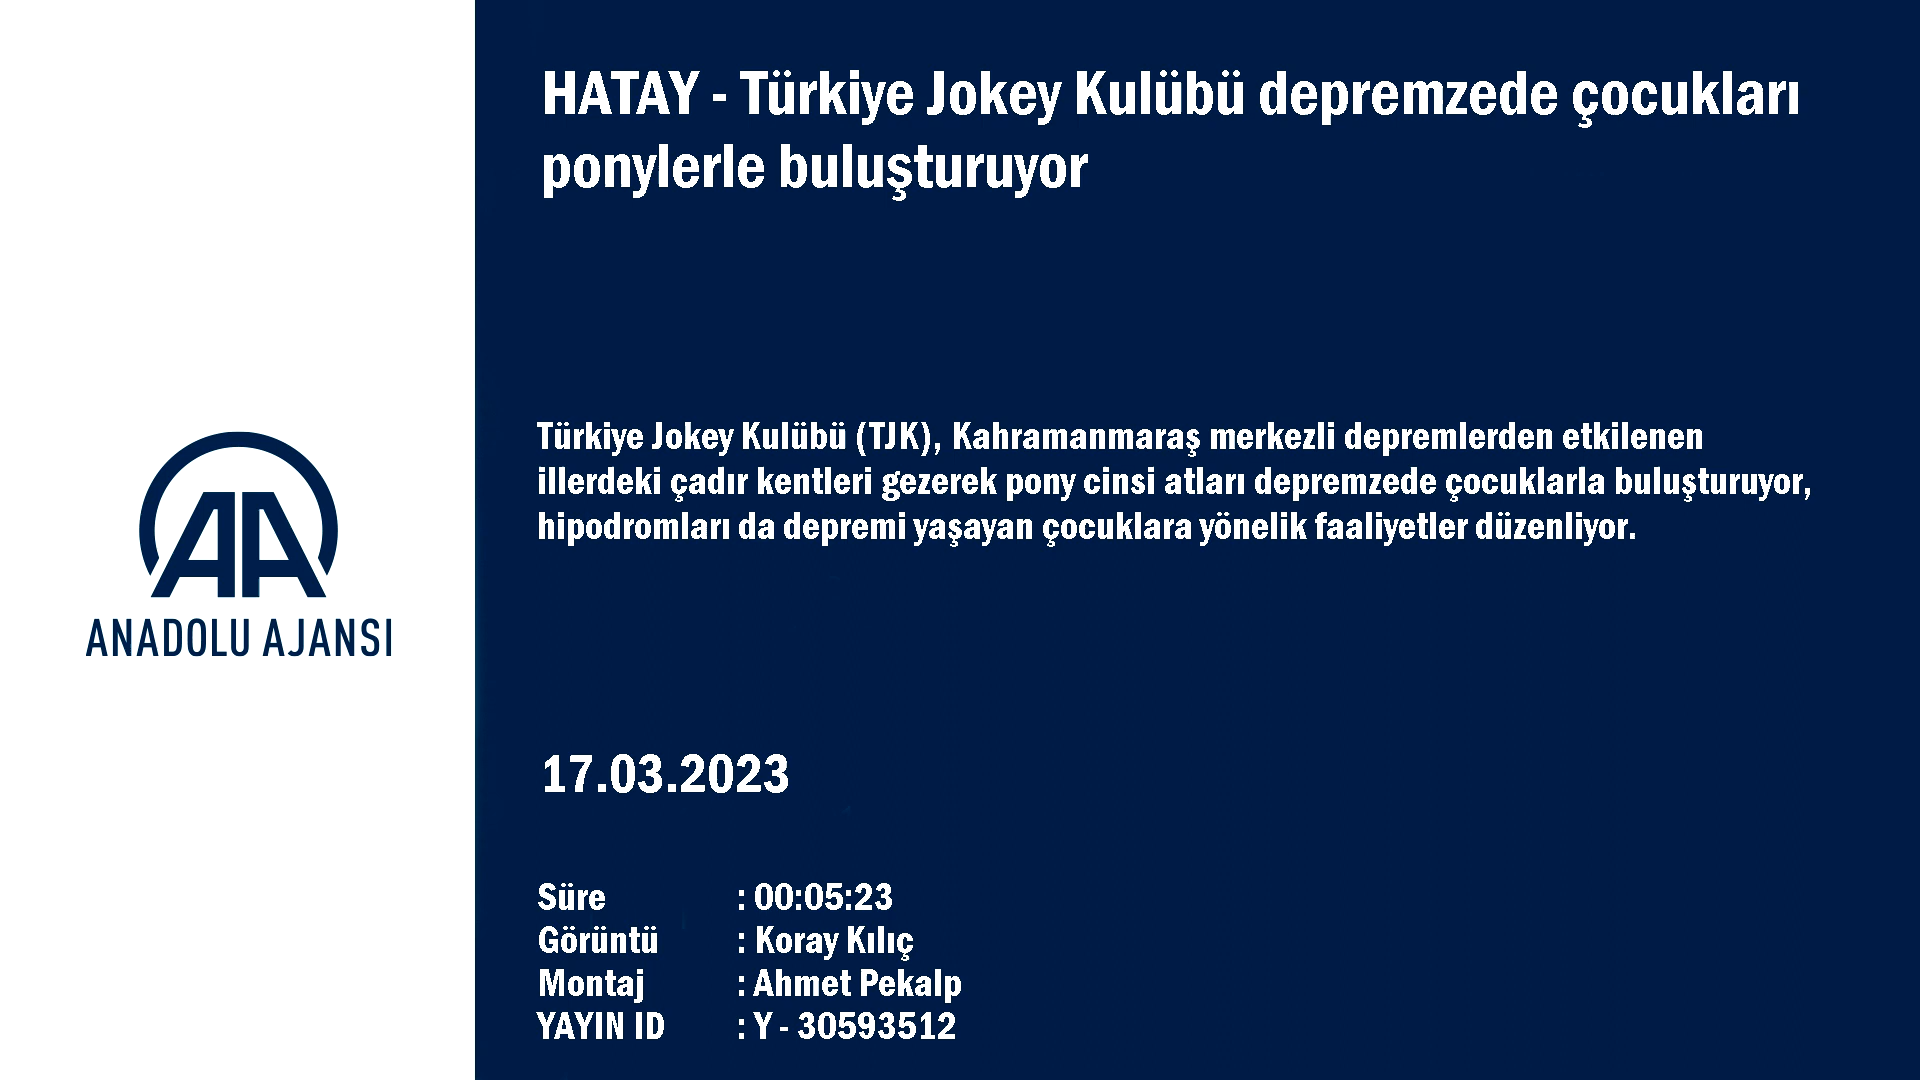 HATAY - Türkiye Jokey Kulübü depremzede çocukları
ponylerle buluşturuyor
Türkiye Jokey Kulübü (TJK), Kahramanmaraş merkezli depremlerden etkilenen
illerdeki çadır kentleri gezerek pony cinsi atları depremzede çocuklarla buluşturuyor,
hipodromları da depremi yaşayan çocuklara yönelik faaliyetler düzenliyor.
AA
ANADOLU AJANSI
17.03.2023
Süre : 00:05:23
Görüntü : Koray Kılıç
Montaj : Ahmet Pekalp
YAYIN ID : Y - 30593512